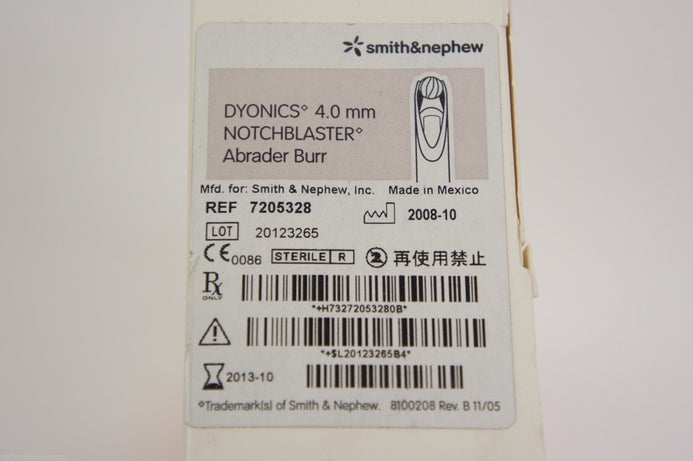 smith&nephew
DYONICS◇ 4.0 mm
NOTCHBLASTER◇
Abrader Burr
Mfd. for: Smith & Nephew, Inc. Made in Mexico
REF 7205328 2008-10
LOT 20123265
CE 0086 STERILE R 2 再使用禁止
Rx ONLY
*+H73272053280B*
*+$L20123265B4*
2013-10
◇Trademark(s) of Smith & Nephew. 8100208 Rev. B 11/05